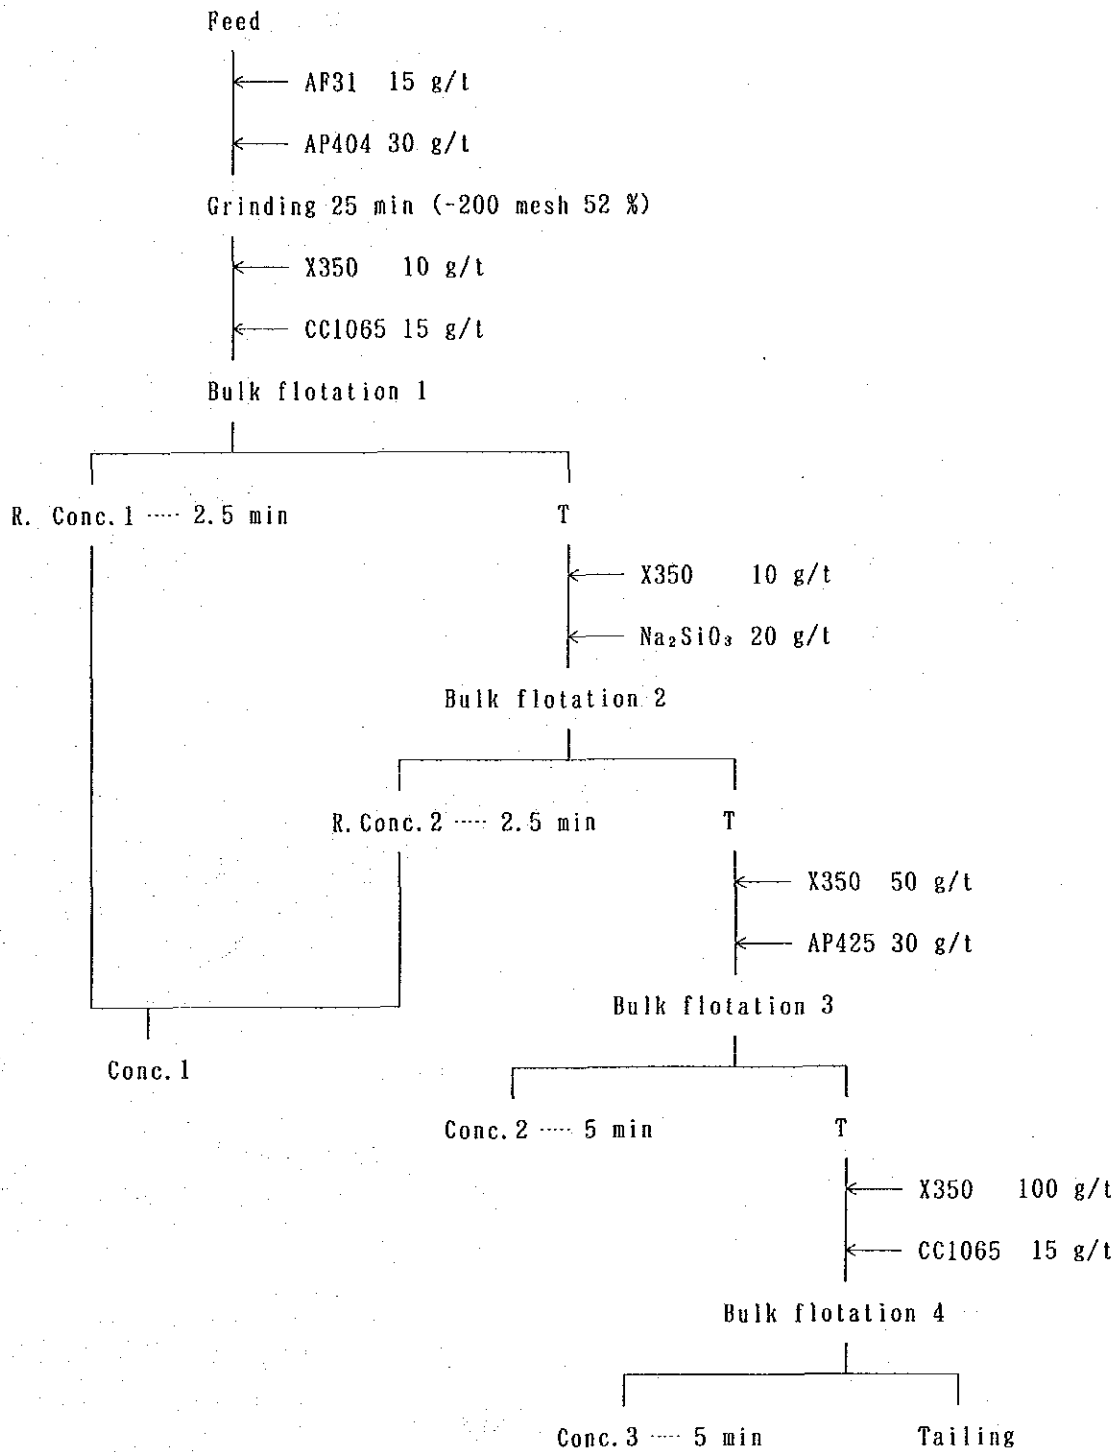 Feed
AF31 15 g/t
AP404 30 g/t
Grinding 25 min (-200 mesh 52 %)
X350 10 g/t
CC1065 15 g/t
Bulk flotation 1
R. Conc.1 ····· 2.5 min T
X350 10 g/t
Na₂SiO₃ 20 g/t
Bulk flotation 2
R.Conc.2 ····· 2.5 min T
X350 50 g/t
AP425 30 g/t
Bulk flotation 3
Conc.1
Conc.2 ····· 5 min T
X350 100 g/t
CC1065 15 g/t
Bulk flotation 4
Conc.3 ····· 5 min Tailing